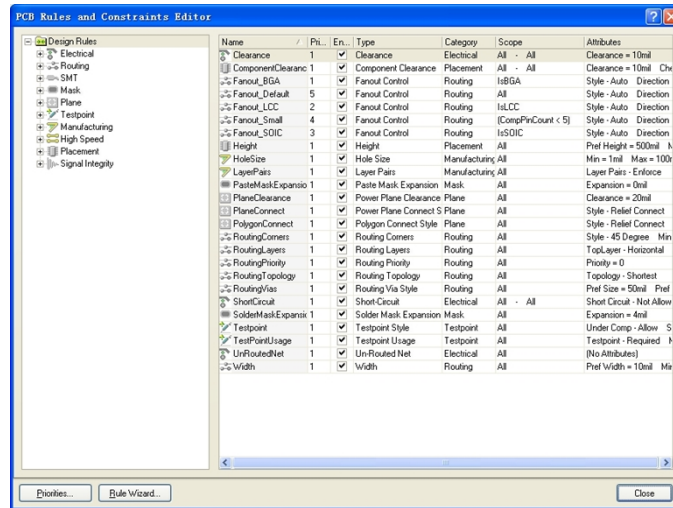 PCB Rules and Constraints Editor
Design Rules
Electrical
Routing
SMT
Mask
Plane
Testpoint
Manufacturing
High Speed
Placement
Signal Integrity
Name / Pri... En... Type Category Scope Attributes
Clearance 1 Clearance Electrical All - All Clearance = 10mil
ComponentClearanc 1 Component Clearance Placement All - All Clearance = 10mil Che
Fanout_BGA 1 Fanout Control Routing IsBGA Style - Auto Direction
Fanout_Default 5 Fanout Control Routing All Style - Auto Direction
Fanout_LCC 2 Fanout Control Routing IsLCC Style - Auto Direction
Fanout_Small 4 Fanout Control Routing (CompPinCount < 5) Style - Auto Direction
Fanout_SOIC 3 Fanout Control Routing IsSOIC Style - Auto Direction
Height 1 Height Placement All Pref Height = 500mil
HoleSize 1 Hole Size Manufacturing All Min = 1mil Max = 100r
LayerPairs 1 Layer Pairs Manufacturing All Layer Pairs - Enforce
PasteMaskExpansio 1 Paste Mask Expansion Mask All Expansion = 0mil
PlaneClearance 1 Power Plane Clearance Plane All Clearance = 20mil
PlaneConnect 1 Power Plane Connect S Plane All Style - Relief Connect
PolygonConnect 1 Polygon Connect Style Plane All Style - Relief Connect
RoutingCorners 1 Routing Corners Routing All Style - 45 Degree Min
RoutingLayers 1 Routing Layers Routing All TopLayer - Horizontal
RoutingPriority 1 Routing Priority Routing All Priority = 0
RoutingTopology 1 Routing Topology Routing All Topology - Shortest
RoutingVias 1 Routing Via Style Routing All Pref Size = 50mil Pref
ShortCircuit 1 Short-Circuit Electrical All - All Short Circuit - Not Allow
SolderMaskExpansic 1 Solder Mask Expansion Mask All Expansion = 4mil
Testpoint 1 Testpoint Style Testpoint All Under Comp - Allow S
TestPointUsage 1 Testpoint Usage Testpoint All Testpoint - Required
UnRoutedNet 1 Un-Routed Net Electrical All (No Attributes)
Width 1 Width Routing All Pref Width = 10mil Min
Priorities... Rule Wizard... Close